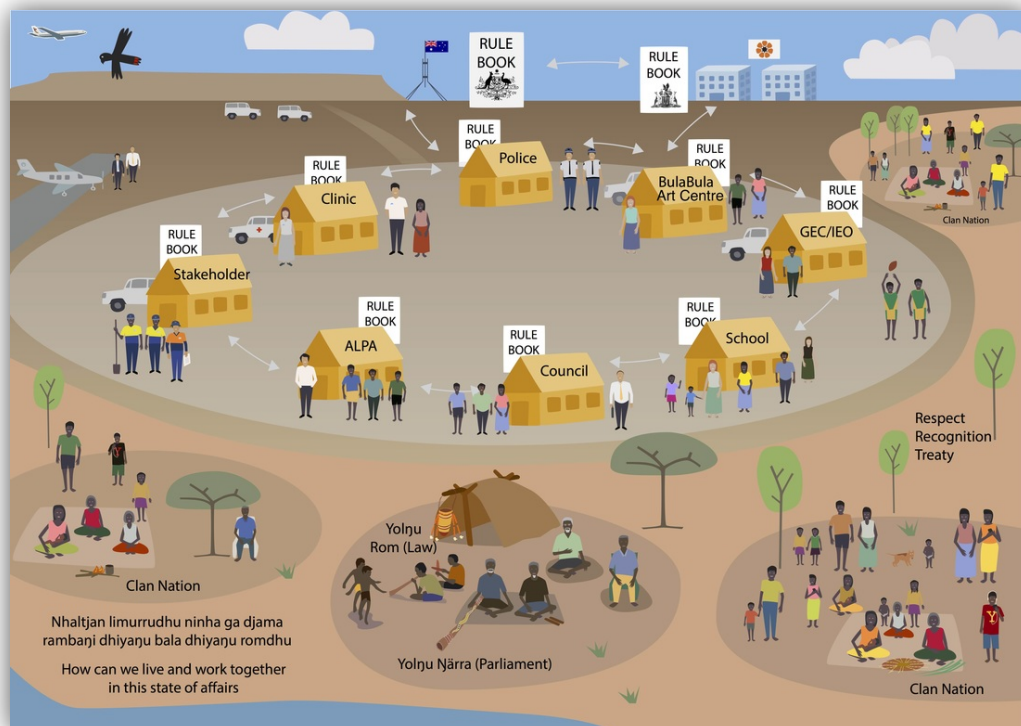 RULE
BOOK
RULE
BOOK
RULE
BOOK
Police
RULE
BOOK
BulaBula
Art Centre
RULE
BOOK
Clinic
RULE
BOOK
GEC/IEO
Clan Nation
RULE
BOOK
Stakeholder
RULE
BOOK
ALPA
RULE
BOOK
Council
RULE
BOOK
School
Respect
Recognition
Treaty
Yolŋu
Rom (Law)
Yolŋu Ŋärra (Parliament)
Clan Nation
Nhaltjan limurrudhu ninha ga djama
rambaṉi dhiyaŋu bala dhiyaŋu romdhu
How can we live and work together
in this state of affairs
Clan Nation